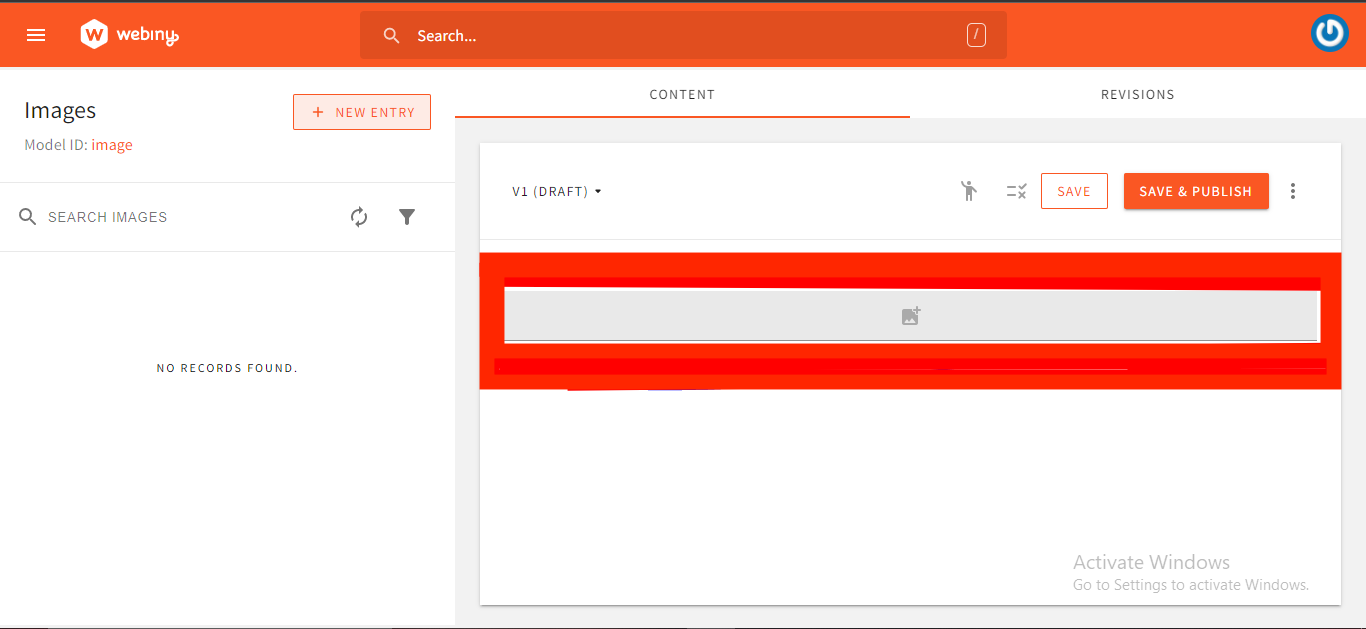 webiny
Search...
/
Images
+ NEW ENTRY
Model ID: image
SEARCH IMAGES
NO RECORDS FOUND.
CONTENT
REVISIONS
V1 (DRAFT)
SAVE
SAVE & PUBLISH
Activate Windows
Go to Settings to activate Windows.